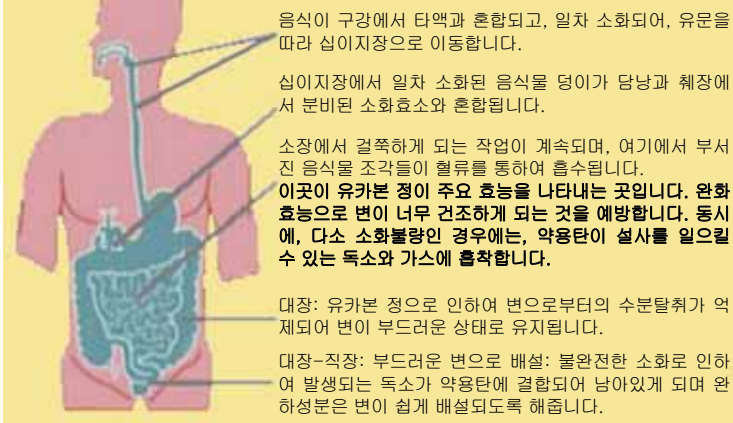 음식이 구강에서 타액과 혼합되고, 일차 소화되어, 유문을
따라 십이지장으로 이동합니다.
십이지장에서 일차 소화된 음식물 덩이가 담낭과 췌장에
서 분비된 소화효소와 혼합됩니다.
소장에서 걸쭉하게 되는 작업이 계속되며, 여기에서 부서
진 음식물 조각들이 혈류를 통하여 흡수됩니다.
이곳이 유카본 정이 주요 효능을 나타내는 곳입니다. 완화
효능으로 변이 너무 건조하게 되는 것을 예방합니다. 동시
에, 다소 소화불량인 경우에는, 약용탄이 설사를 일으킬
수 있는 독소와 가스에 흡착합니다.
대장: 유카본 정으로 인하여 변으로부터의 수분탈취가 억
제되어 변이 부드러운 상태로 유지됩니다.
대장-직장: 부드러운 변으로 배설: 불완전한 소화로 인하
여 발생되는 독소가 약용탄에 결합되어 남아있게 되며 완
하성분은 변이 쉽게 배설되도록 해줍니다.